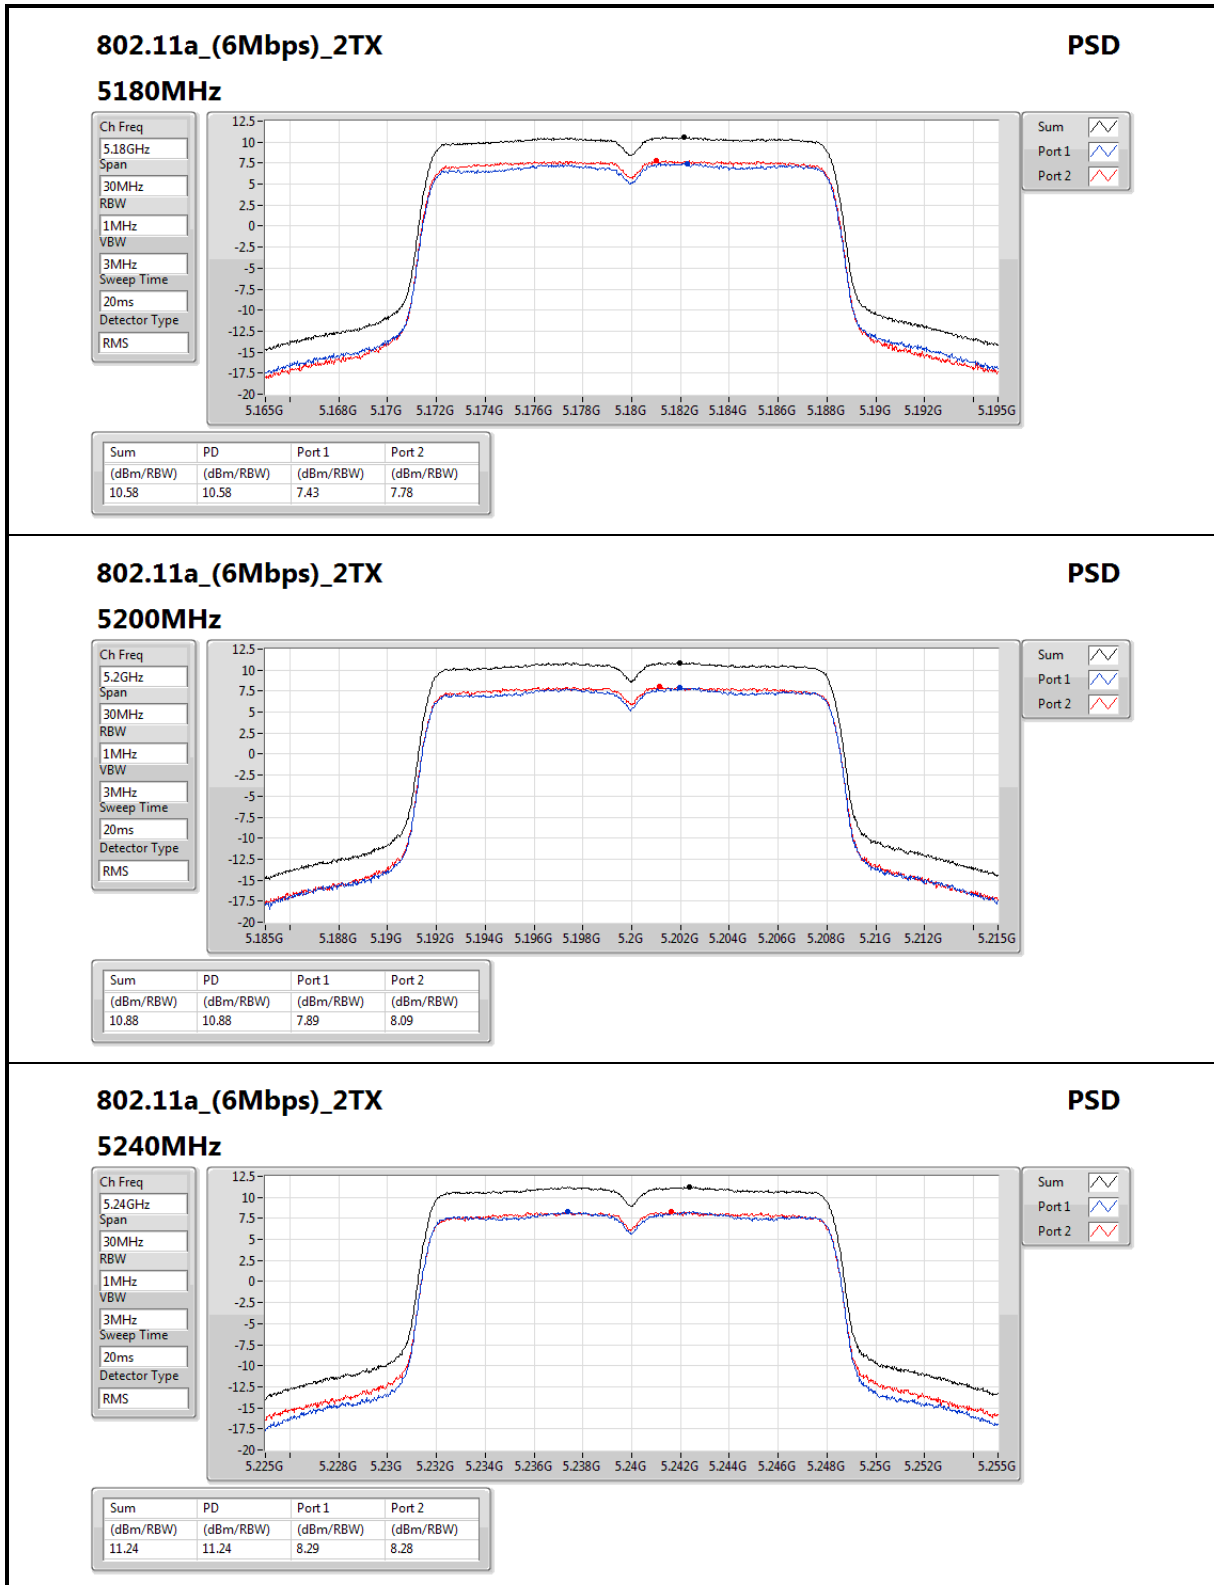 802.11a_(6Mbps)_2TX PSD
5180MHz
Ch Freq
5.18GHz
Span
30MHz
RBW
1MHz
VBW
3MHz
Sweep Time
20ms
Detector Type
RMS
12.5
10
7.5
5
2.5
0
-2.5
-5
-7.5
-10
-12.5
-15
-17.5
-20
5.165G 5.168G 5.17G 5.172G 5.174G 5.176G 5.178G 5.18G 5.182G 5.184G 5.186G 5.188G 5.19G 5.192G 5.195G
Sum
Port 1
Port 2
Sum PD Port 1 Port 2
(dBm/RBW) (dBm/RBW) (dBm/RBW) (dBm/RBW)
10.58 10.58 7.43 7.78
802.11a_(6Mbps)_2TX PSD
5200MHz
Ch Freq
5.2GHz
Span
30MHz
RBW
1MHz
VBW
3MHz
Sweep Time
20ms
Detector Type
RMS
12.5
10
7.5
5
2.5
0
-2.5
-5
-7.5
-10
-12.5
-15
-17.5
-20
5.185G 5.188G 5.19G 5.192G 5.194G 5.196G 5.198G 5.2G 5.202G 5.204G 5.206G 5.208G 5.21G 5.212G 5.215G
Sum
Port 1
Port 2
Sum PD Port 1 Port 2
(dBm/RBW) (dBm/RBW) (dBm/RBW) (dBm/RBW)
10.88 10.88 7.89 8.09
802.11a_(6Mbps)_2TX PSD
5240MHz
Ch Freq
5.24GHz
Span
30MHz
RBW
1MHz
VBW
3MHz
Sweep Time
20ms
Detector Type
RMS
12.5
10
7.5
5
2.5
0
-2.5
-5
-7.5
-10
-12.5
-15
-17.5
-20
5.225G 5.228G 5.23G 5.232G 5.234G 5.236G 5.238G 5.24G 5.242G 5.244G 5.246G 5.248G 5.25G 5.252G 5.255G
Sum
Port 1
Port 2
Sum PD Port 1 Port 2
(dBm/RBW) (dBm/RBW) (dBm/RBW) (dBm/RBW)
11.24 11.24 8.29 8.28